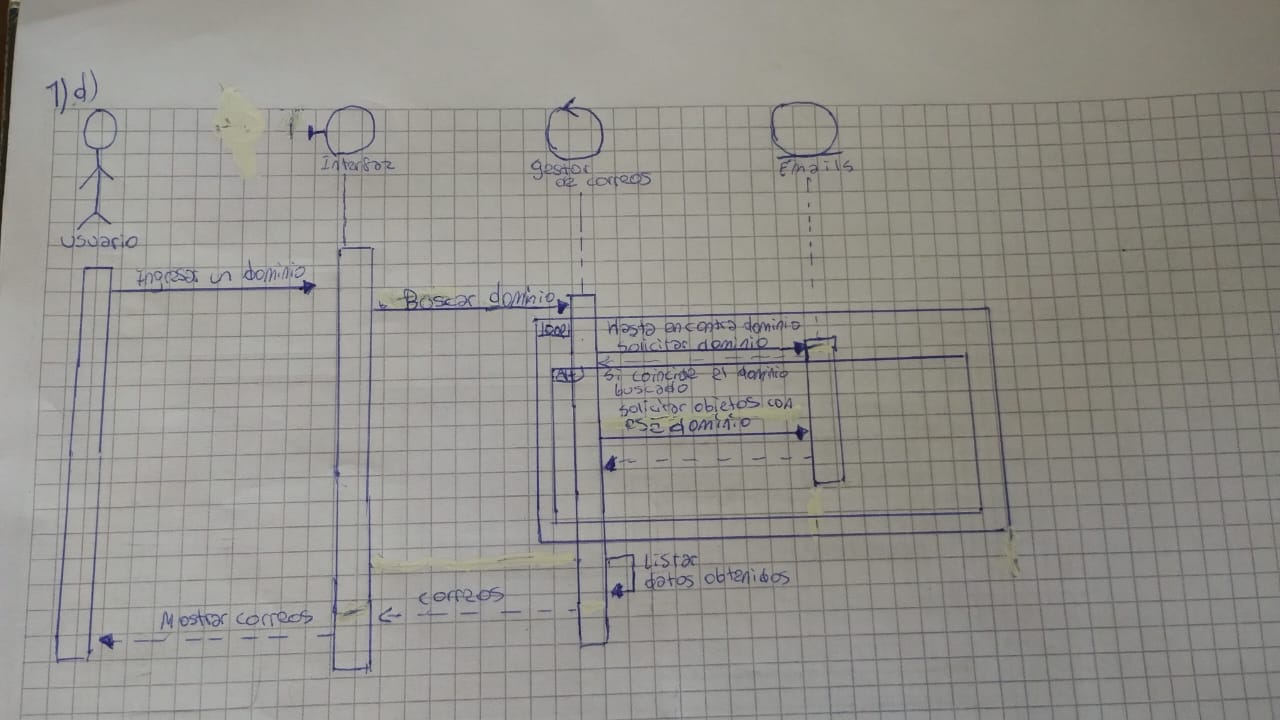 1)d)
Interfaz
Gestor
de correos
Emails
Usuario
Ingresar un dominio
Buscar dominio
loop
Hasta encontra dominio
solicitar dominio
Alt
Si coincide el dominio
buscado
solicitar objetos con
ese dominio
Listar
datos obtenidos
correos
Mostrar correos